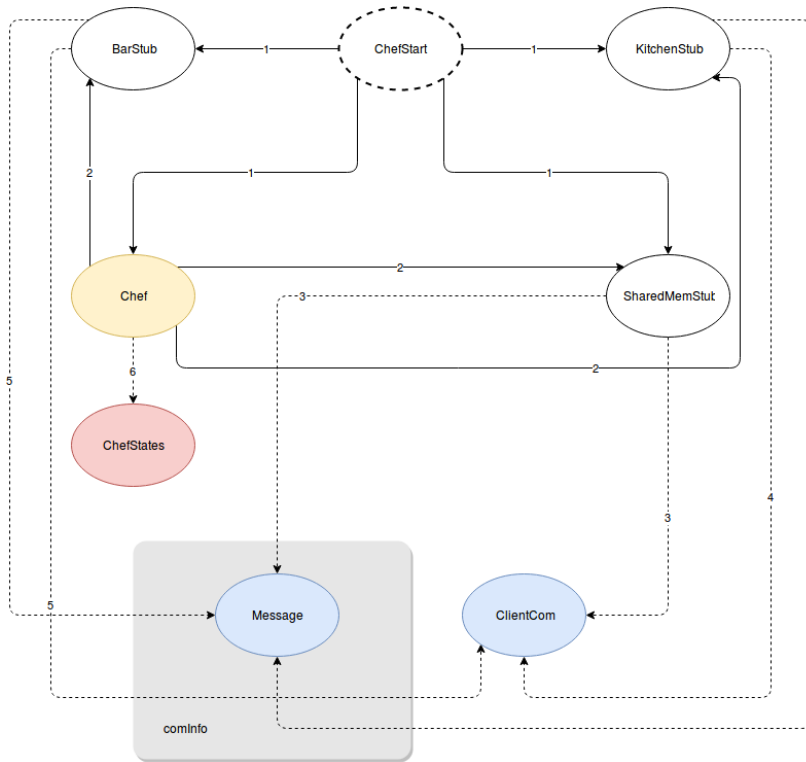 BarStub
1
ChefStart
1
KitchenStub
2
1
1
Chef
2
SharedMemStub
3
5
6
2
ChefStates
4
3
5
Message
ClientCom
comInfo